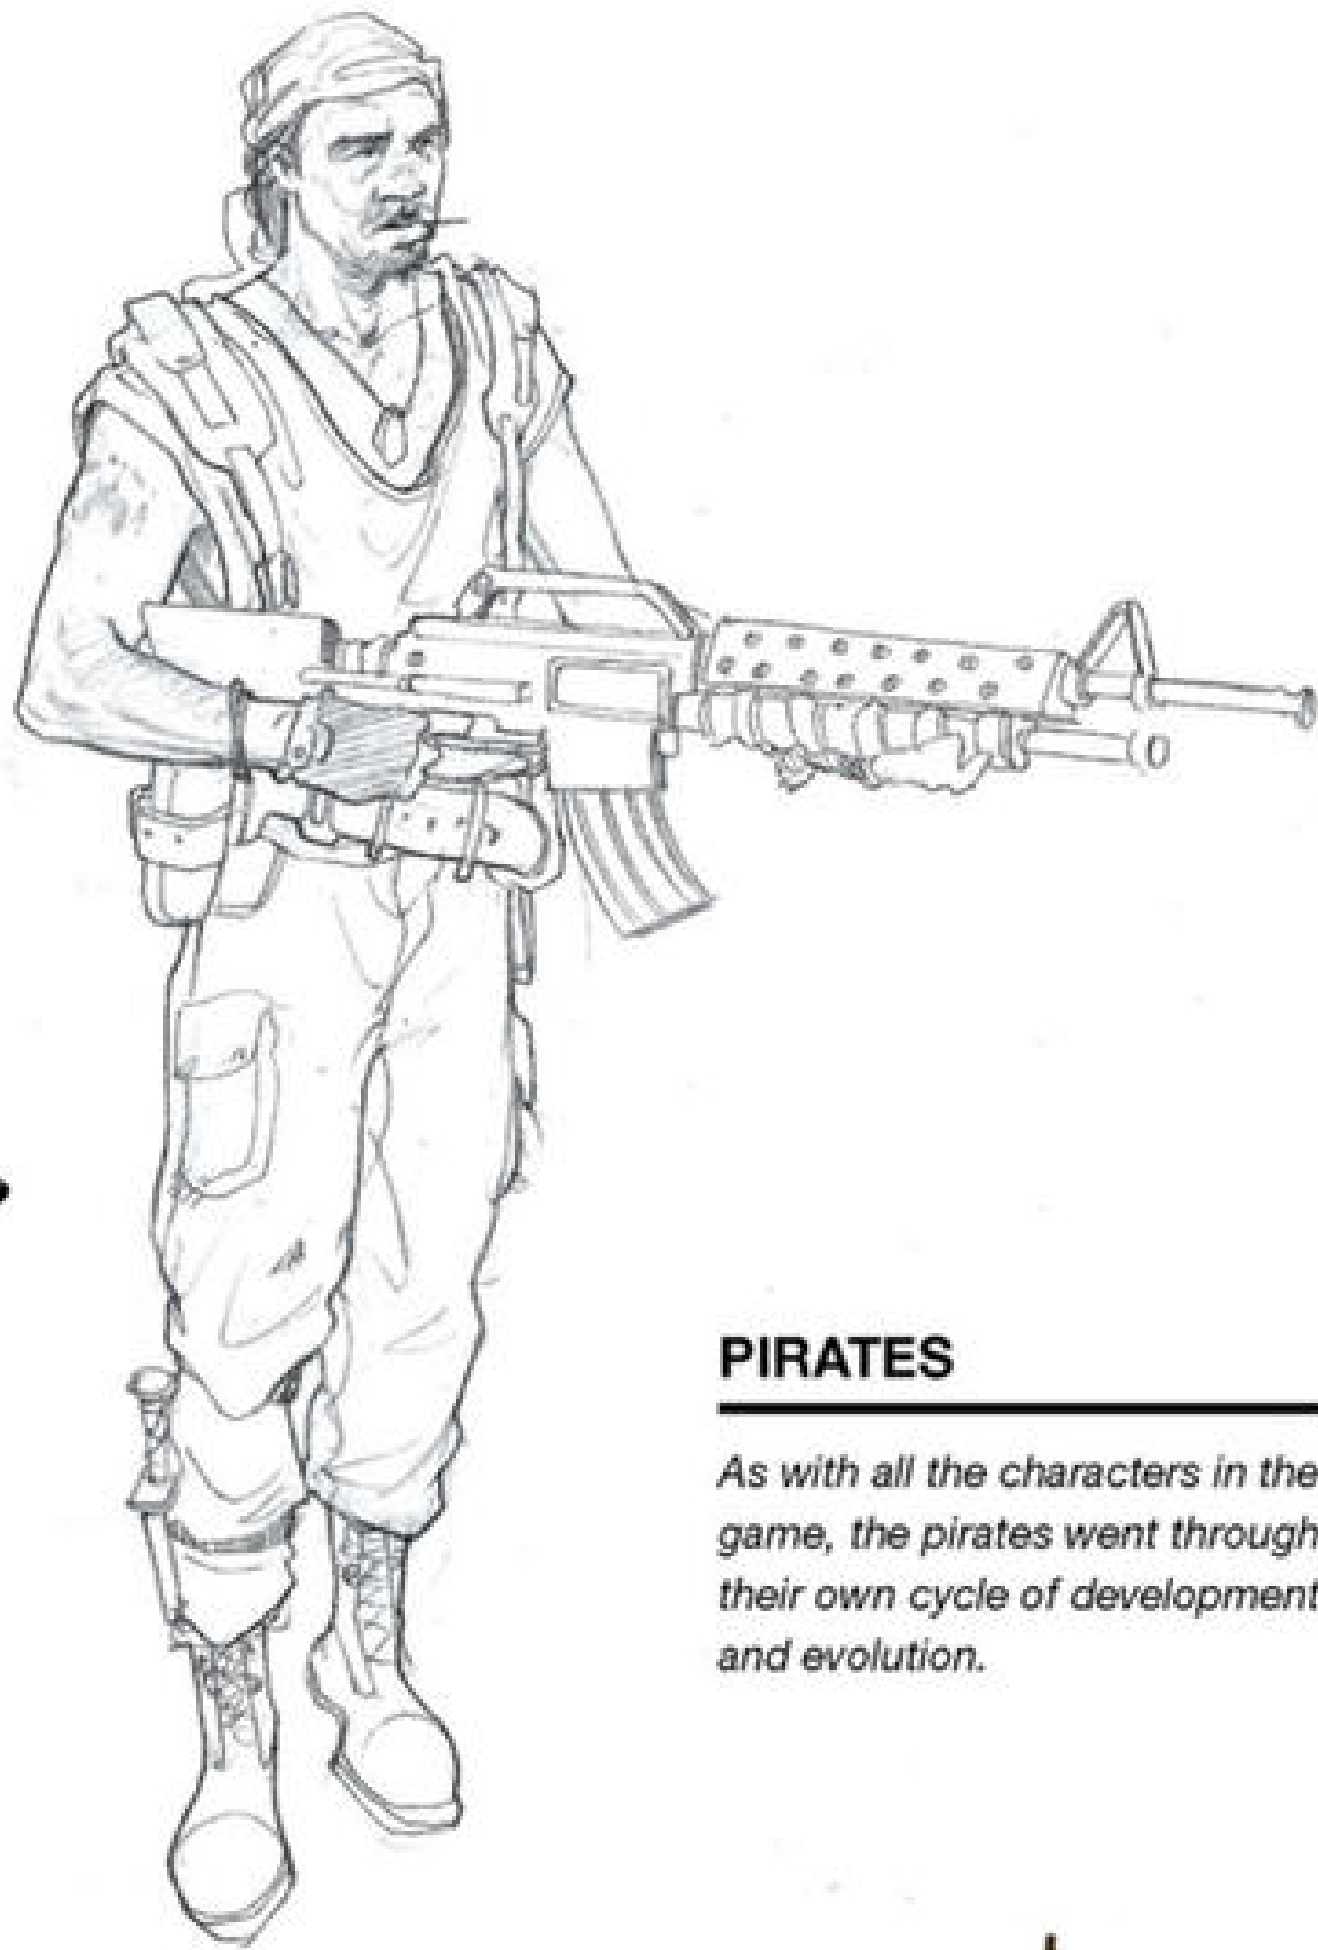 PIRATES
As with all the characters in the
game, the pirates went through
their own cycle of development
and evolution.